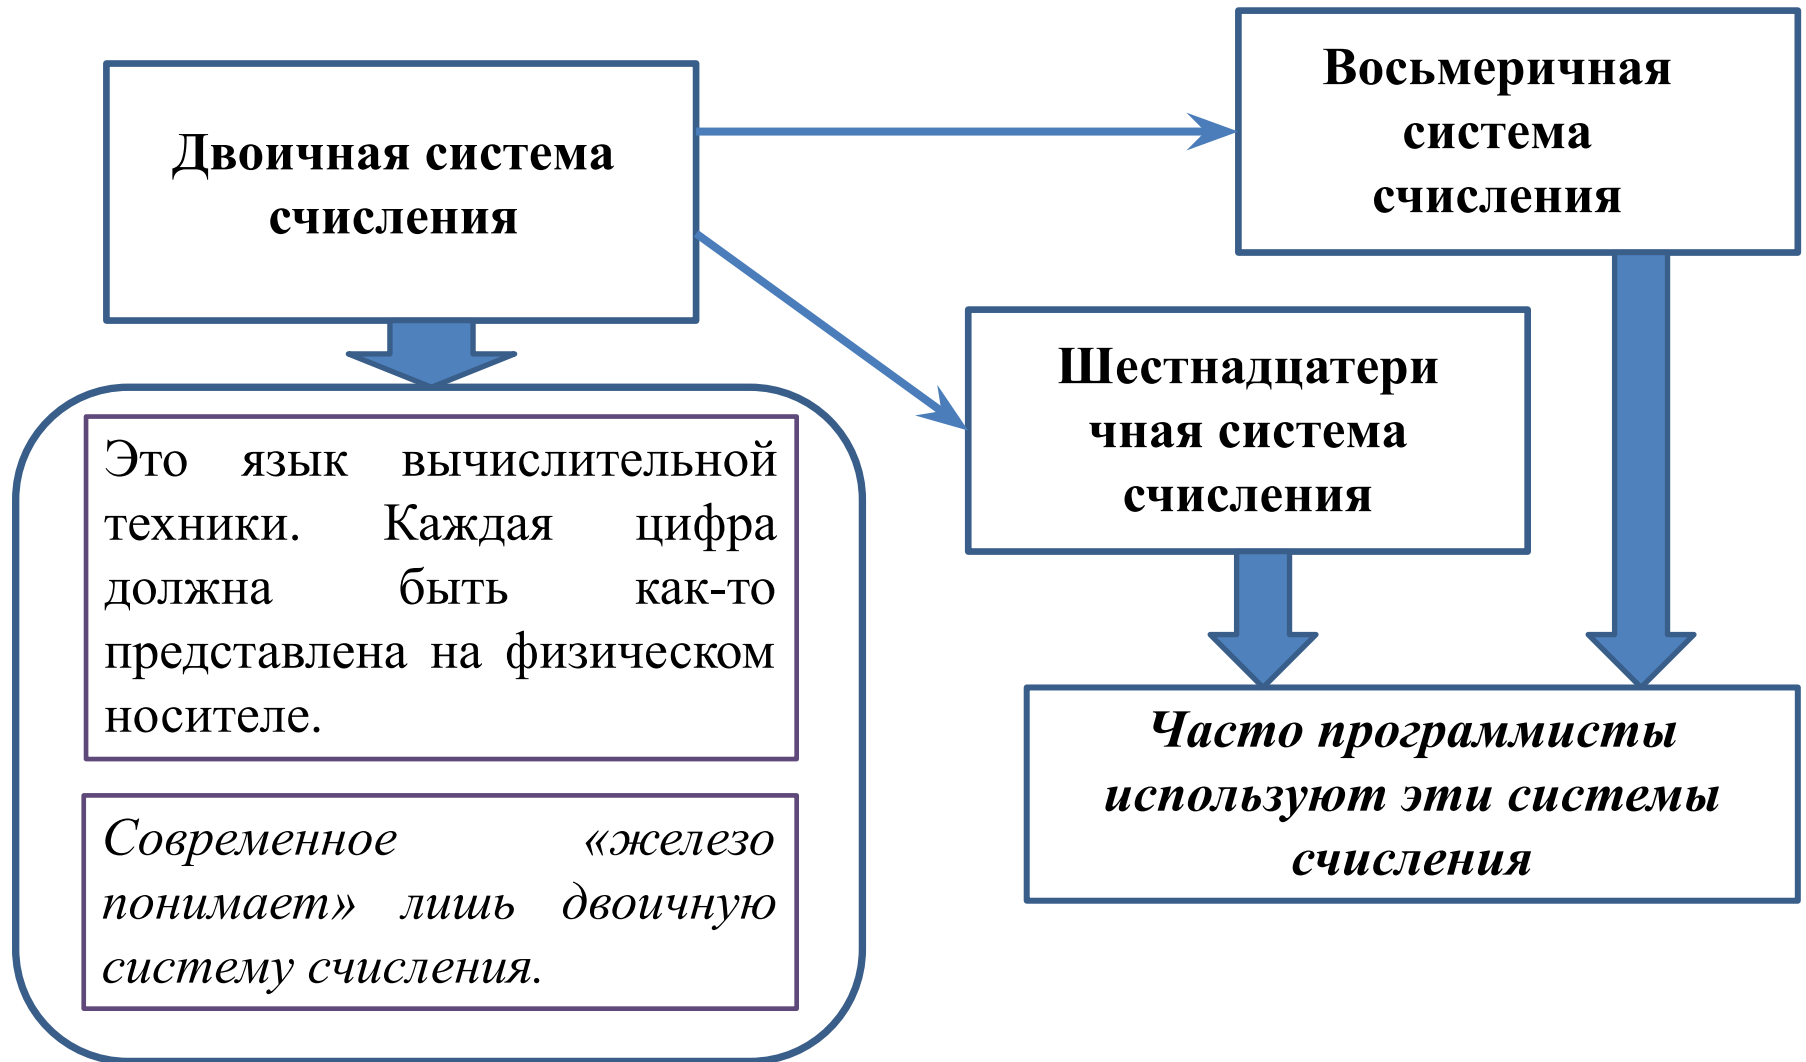 Двоичная система
счисления
Восьмеричная
система
счисления
Шестнадцатери
чная система
счисления
Это язык вычислительной
техники. Каждая цифра
должна быть как-то
представлена на физическом
носителе.
Современное «железо
понимает» лишь двоичную
систему счисления.
Часто программисты
используют эти системы
счисления